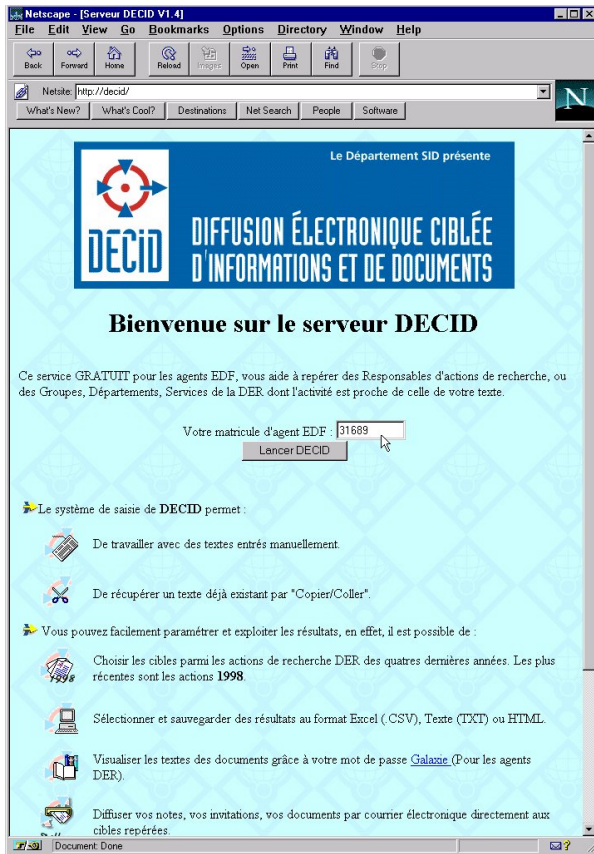 Netscape - [Serveur DECID V1.4]
File Edit View Go Bookmarks Options Directory Window Help
Back Forward Home Reload Images Open Print Find Stop
Netsite: http://decid/
What's New? What's Cool? Destinations Net Search People Software
N
Le Département SID présente
DECiD
DIFFUSION ÉLECTRONIQUE CIBLÉE
D'INFORMATIONS ET DE DOCUMENTS
Bienvenue sur le serveur DECID
Ce service GRATUIT pour les agents EDF, vous aide à repérer des Responsables d'actions de recherche, ou
des Groupes, Départements, Services de la DER dont l'activité est proche de celle de votre texte.
Votre matricule d'agent EDF : 31689
Lancer DECID
Le système de saisie de DECID permet :
De travailler avec des textes entrés manuellement.
De récupérer un texte déjà existant par "Copier/Coller".
Vous pouvez facilement paramétrer et exploiter les résultats, en effet, il est possible de :
1998
Choisir les cibles parmi les actions de recherche DER des quatres dernières années. Les plus
récentes sont les actions 1998.
Sélectionner et sauvegarder des résultats au format Excel (.CSV), Texte (TXT) ou HTML.
Visualiser les textes des documents grâce à votre mot de passe Galaxie (Pour les agents
DER).
Diffuser vos notes, vos invitations, vos documents par courrier électronique directement aux
cibles repérées.
Document: Done